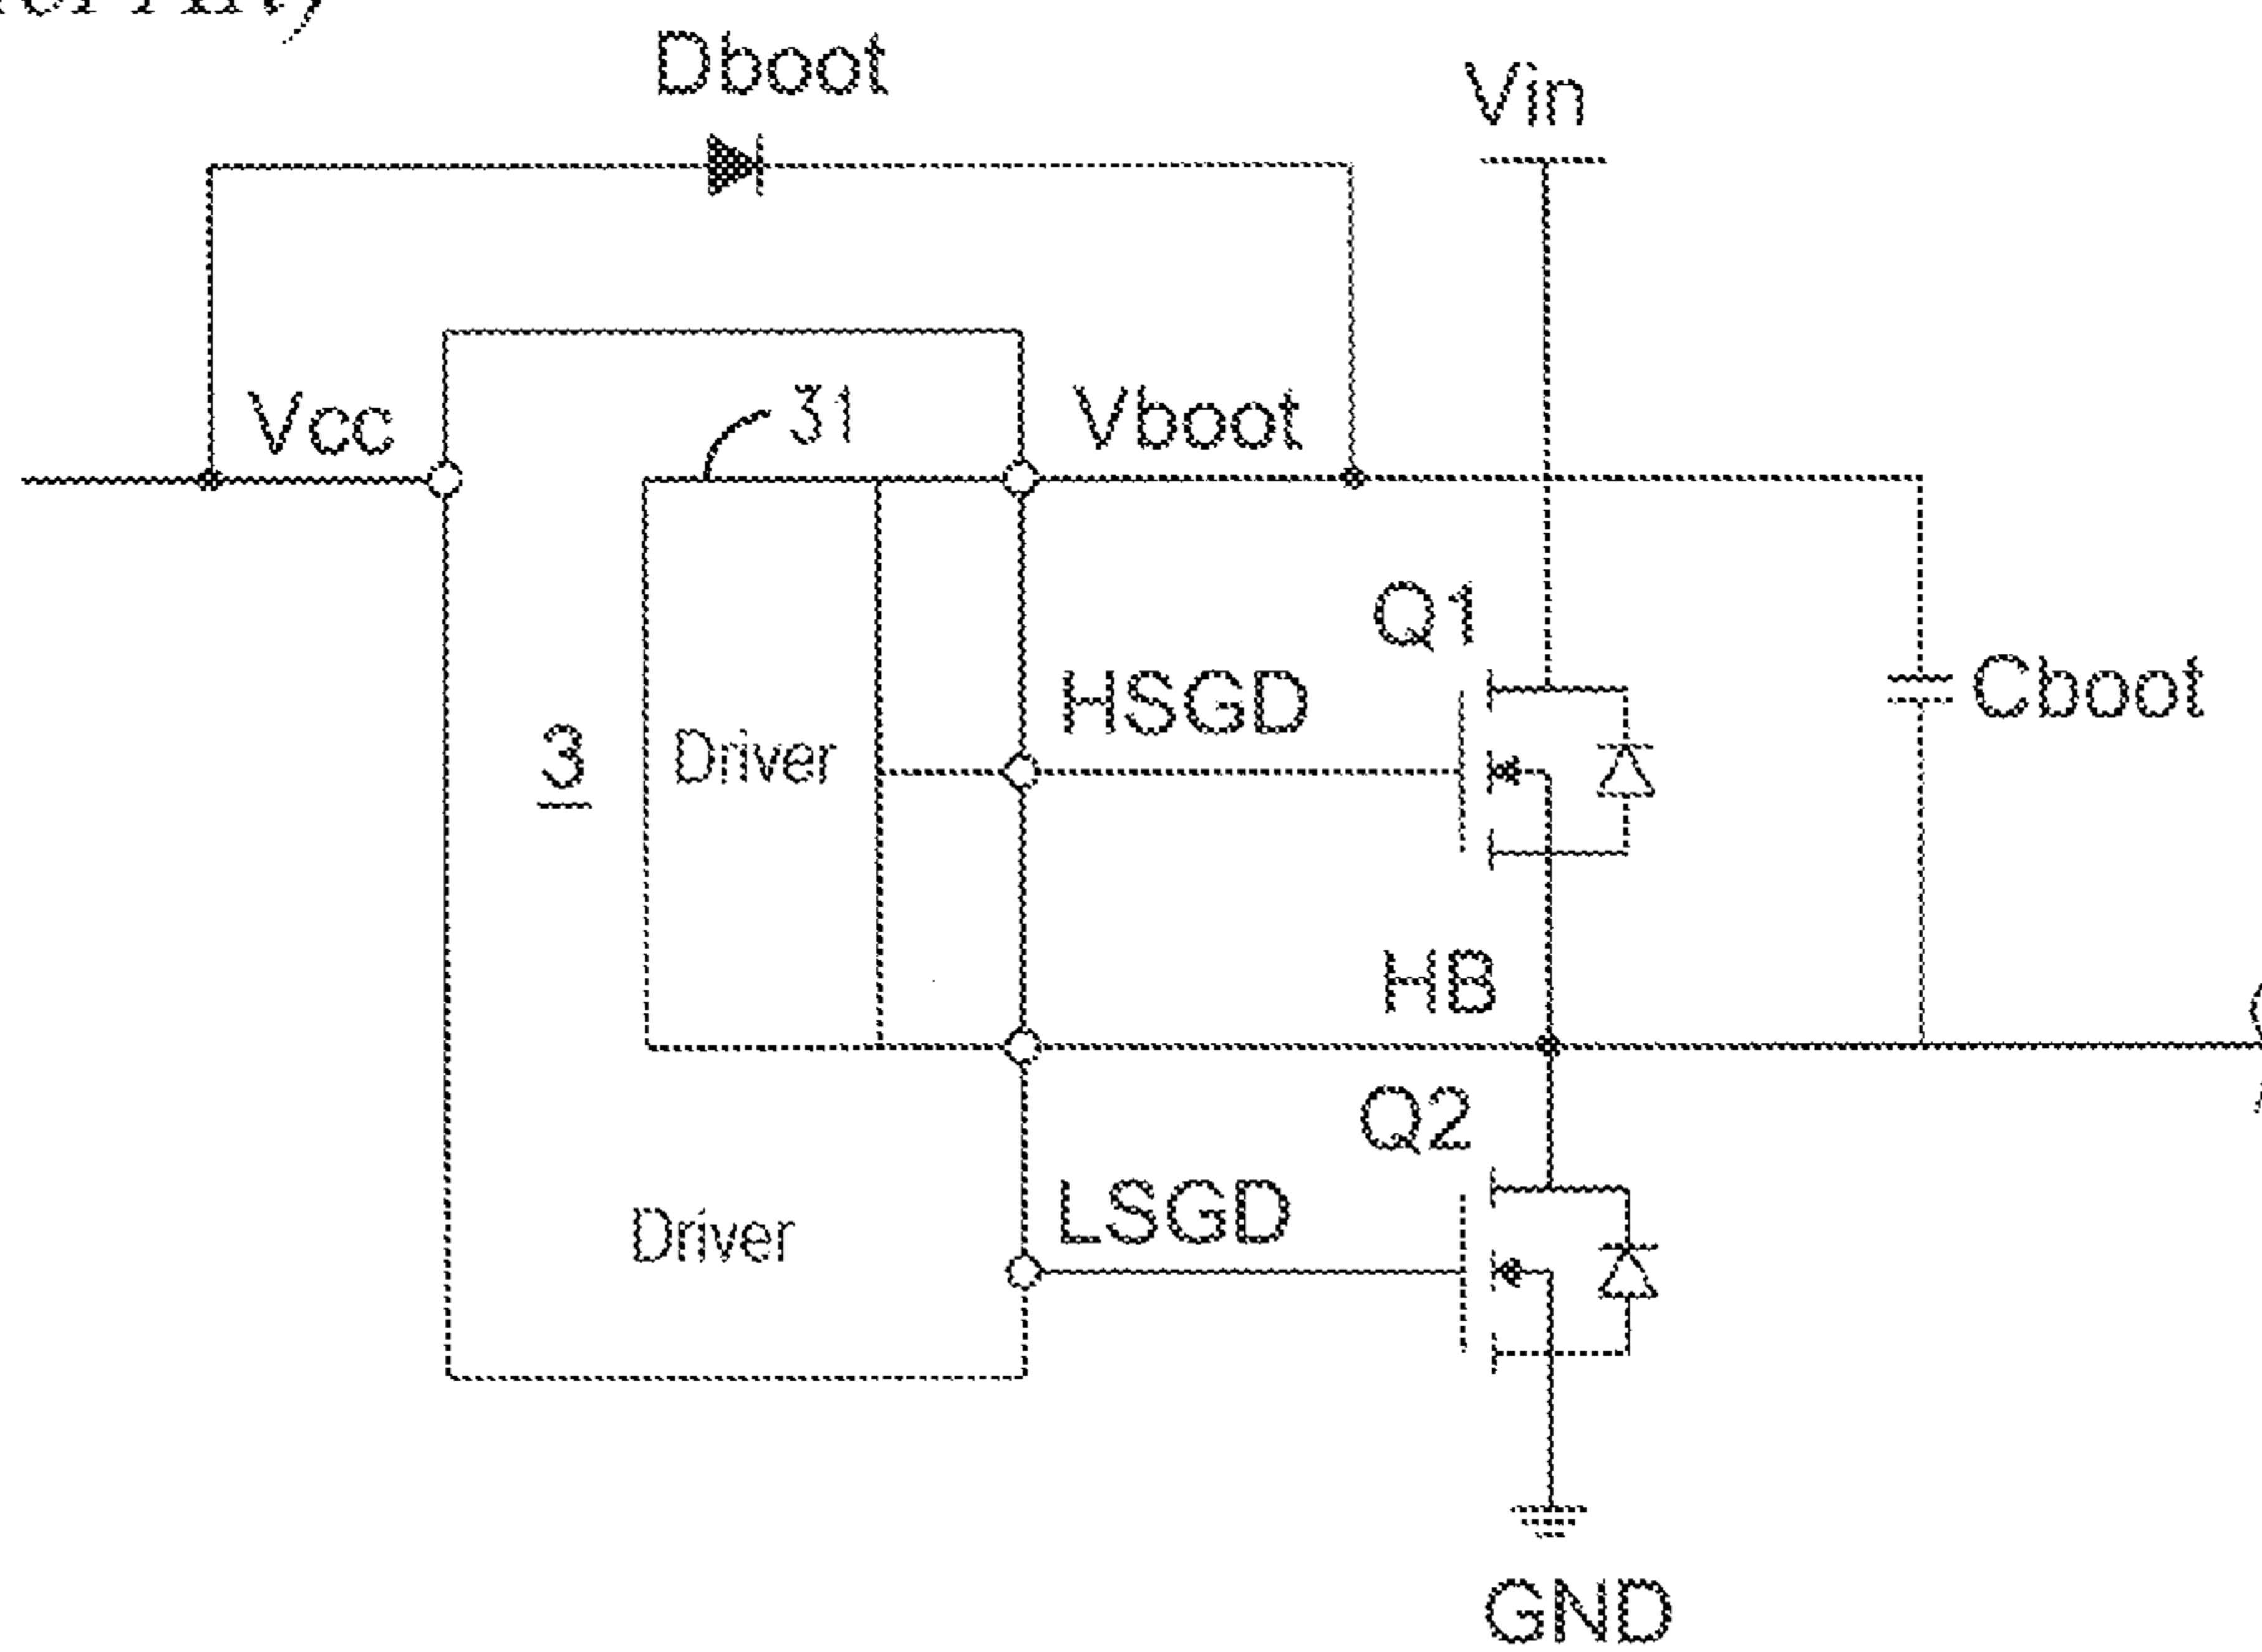 Dboot
Vin
Vcc
31
Vboot
Q1
HSGD
Cboot
3
Driver
HB
Q2
LSGD
Driver
GND